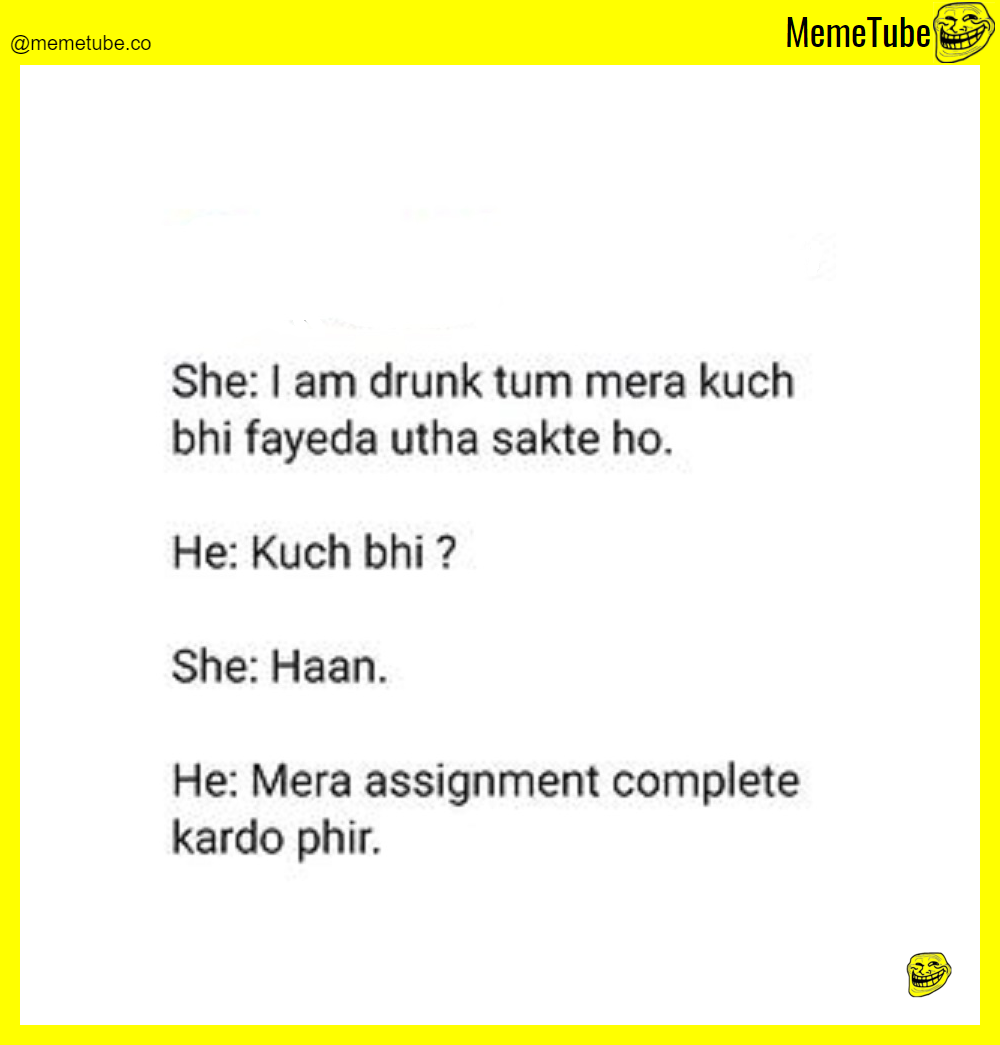 @memetube.co
MemeTube
She: I am drunk tum mera kuch
bhi fayeda utha sakte ho.
He: Kuch bhi ?
She: Haan.
He: Mera assignment complete
kardo phir.